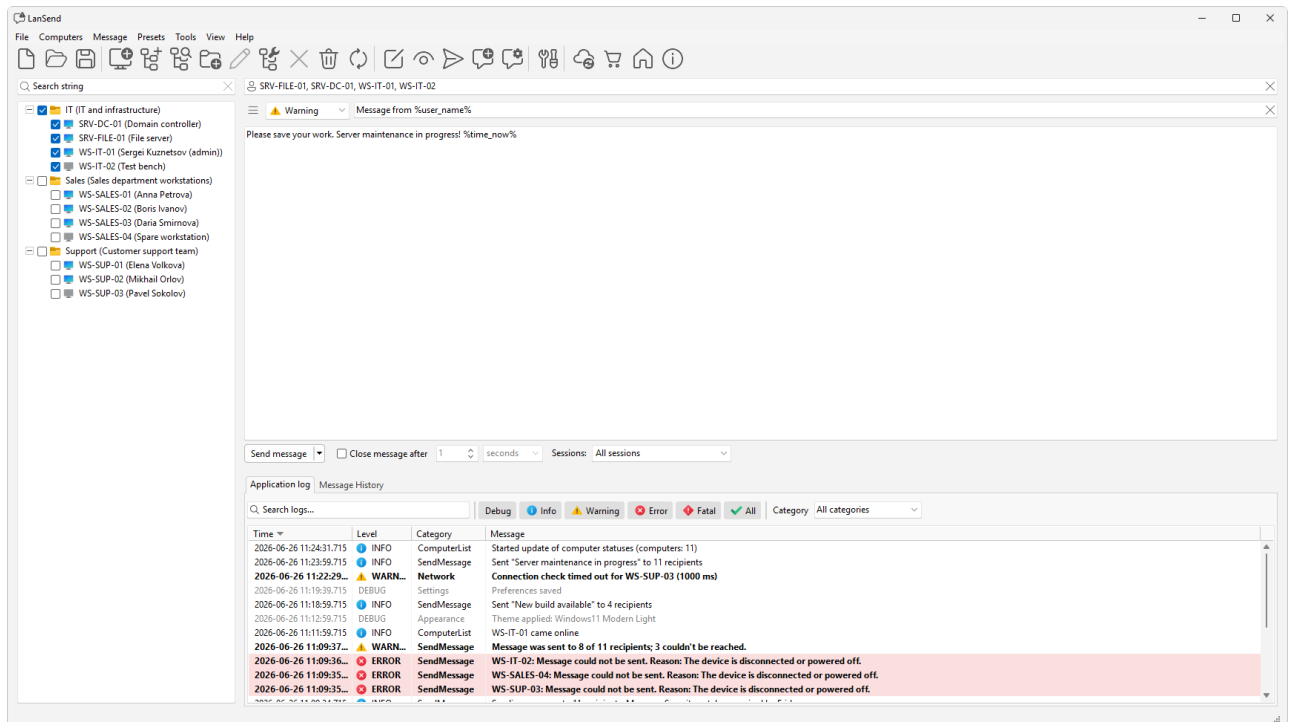 LanSend
File Computers Message Presets Tools View Help
Search string
SRV-FILE-01, SRV-DC-01, WS-IT-01, WS-IT-02
IT (IT and infrastructure)
SRV-DC-01 (Domain controller)
SRV-FILE-01 (File server)
WS-IT-01 (Sergei Kuznetsov (admin))
WS-IT-02 (Test bench)
Sales (Sales department workstations)
WS-SALES-01 (Anna Petrova)
WS-SALES-02 (Boris Ivanov)
WS-SALES-03 (Daria Smirnova)
WS-SALES-04 (Spare workstation)
Support (Customer support team)
WS-SUP-01 (Elena Volkova)
WS-SUP-02 (Mikhail Orlov)
WS-SUP-03 (Pavel Sokolov)
Warning Message from %user_name%
Please save your work. Server maintenance in progress! %time_now%
Send message Close message after 1 seconds Sessions: All sessions
Application log Message History
Search logs... Debug Info Warning Error Fatal All Category All categories
Time Level Category Message
2026-06-26 11:24:31.715 INFO ComputerList Started update of computer statuses (computers: 11)
2026-06-26 11:23:59.715 INFO SendMessage Sent "Server maintenance in progress" to 11 recipients
2026-06-26 11:22:29... WARN... Network Connection check timed out for WS-SUP-03 (1000 ms)
2026-06-26 11:19:39.715 DEBUG Settings Preferences saved
2026-06-26 11:18:59.715 INFO SendMessage Sent "New build available" to 4 recipients
2026-06-26 11:12:59.715 DEBUG Appearance Theme applied: Windows11 Modern Light
2026-06-26 11:11:59.715 INFO ComputerList WS-IT-01 came online
2026-06-26 11:09:37... WARN... SendMessage Message was sent to 8 of 11 recipients; 3 couldn't be reached.
2026-06-26 11:09:36... ERROR SendMessage WS-IT-02: Message could not be sent. Reason: The device is disconnected or powered off.
2026-06-26 11:09:35... ERROR SendMessage WS-SALES-04: Message could not be sent. Reason: The device is disconnected or powered off.
2026-06-26 11:09:35... ERROR SendMessage WS-SUP-03: Message could not be sent. Reason: The device is disconnected or powered off.